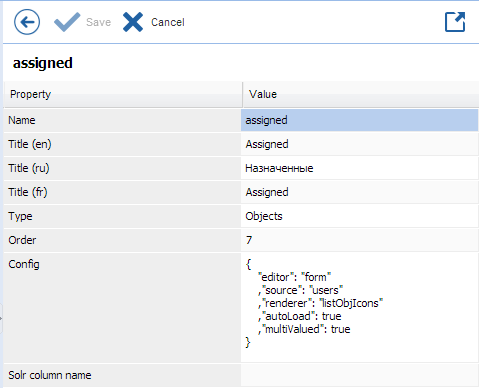 Save Cancel
assigned
Property Value
Name assigned
Title (en) Assigned
Title (ru) Назначенные
Title (fr) Assigned
Type Objects
Order 7
Config {
"editor": "form"
,"source": "users"
,"renderer": "listObjIcons"
,"autoLoad": true
,"multiValued": true
}
Solr column name